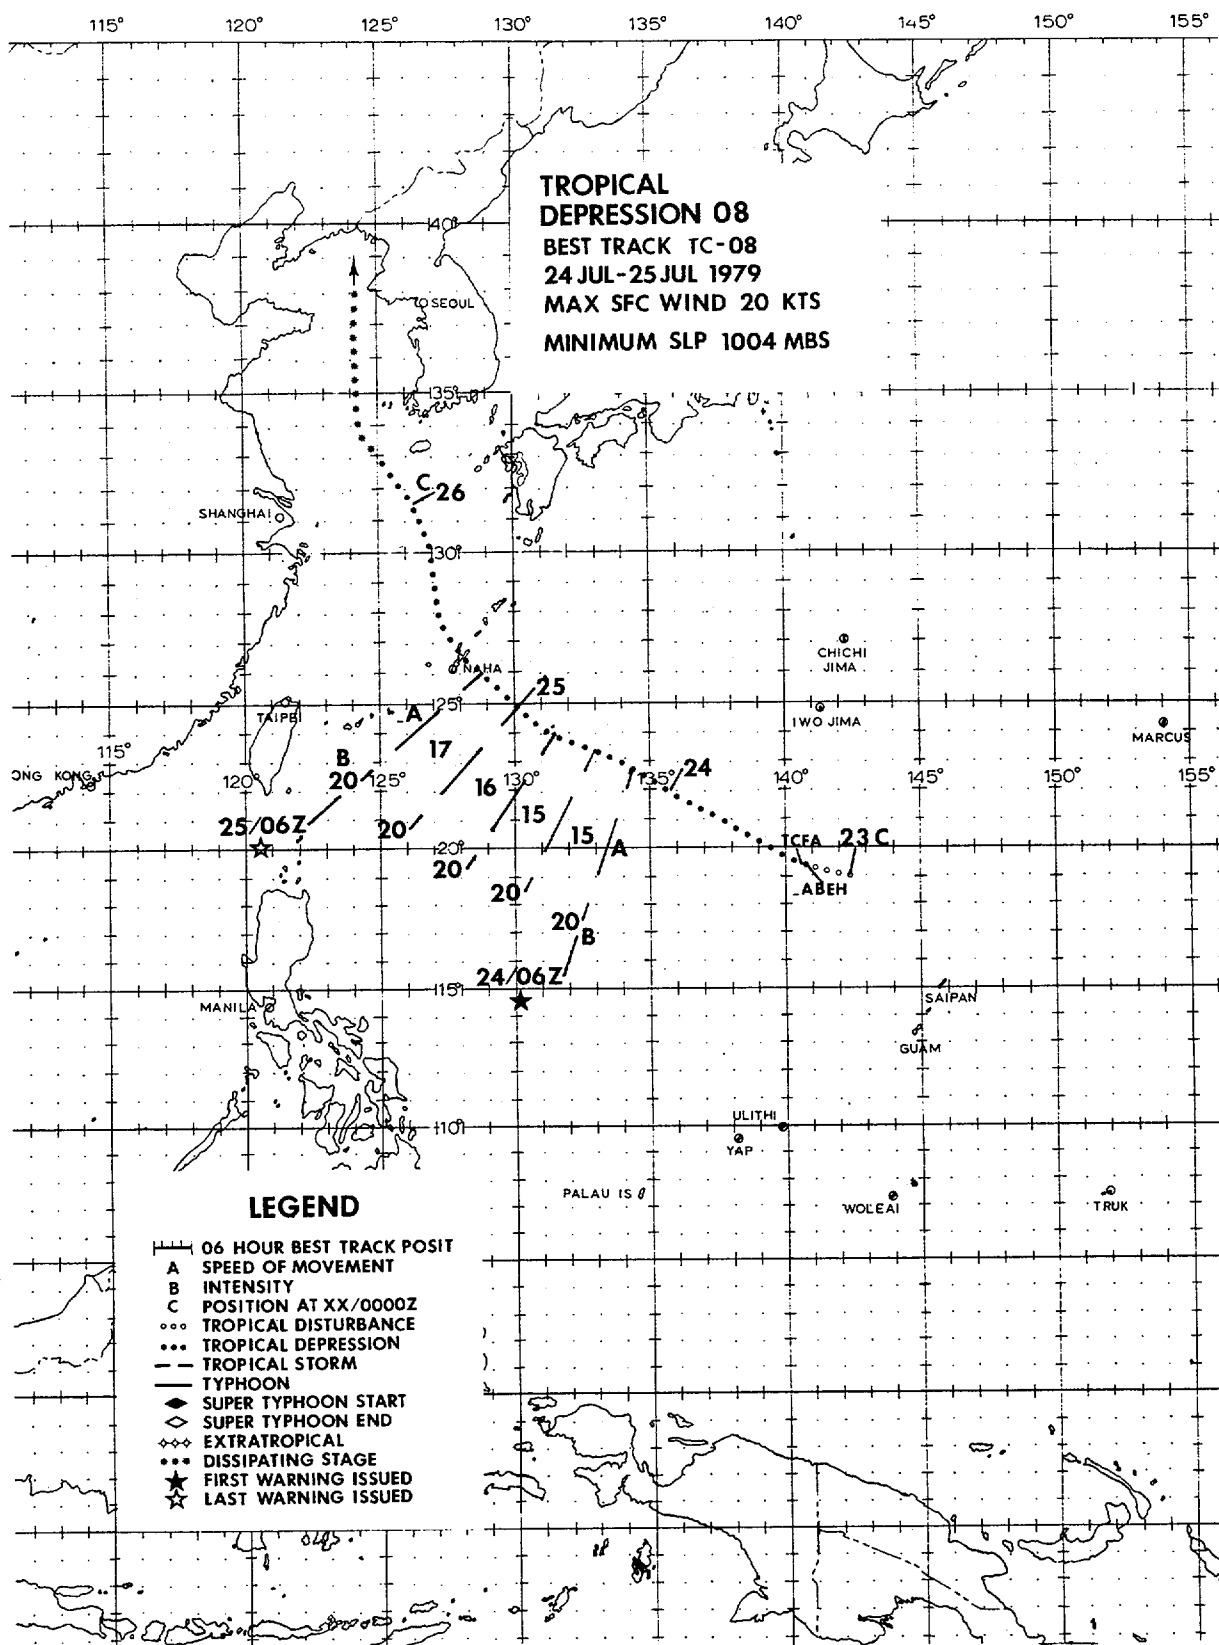 115° 120° 125° 130° 135° 140° 145° 150° 155°
TROPICAL
DEPRESSION 08
BEST TRACK TC-08
24 JUL-25 JUL 1979
MAX SFC WIND 20 KTS
MINIMUM SLP 1004 MBS
40°
SEOUL
35°
C
26
SHANGHAI
30°
CHICHI
JIMA
NAHA
25
25°
A
TAIPEI
IWO JIMA
MARCUS
115°
17
B
20
ONG KONG
120° 125° 130° 135° 140° 145° 150° 155°
24
16
15
15
25/06Z
20
20°
A
TCFA
23 C
20
20
ABEH
20
B
24/06Z
15°
SAIPAN
MANILA
GUAM
ULITHI
10°
YAP
PALAU IS
WOLEAI
TRUK
LEGEND
06 HOUR BEST TRACK POSIT
A SPEED OF MOVEMENT
B INTENSITY
C POSITION AT XX/0000Z
TROPICAL DISTURBANCE
TROPICAL DEPRESSION
TROPICAL STORM
TYPHOON
SUPER TYPHOON START
SUPER TYPHOON END
EXTRATROPICAL
DISSIPATING STAGE
FIRST WARNING ISSUED
LAST WARNING ISSUED